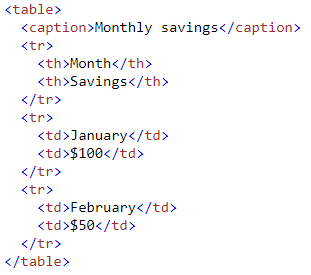 <table>
  <caption>Monthly savings</caption>
  <tr>
    <th>Month</th>
    <th>Savings</th>
  </tr>
  <tr>
    <td>January</td>
    <td>$100</td>
  </tr>
  <tr>
    <td>February</td>
    <td>$50</td>
  </tr>
</table>